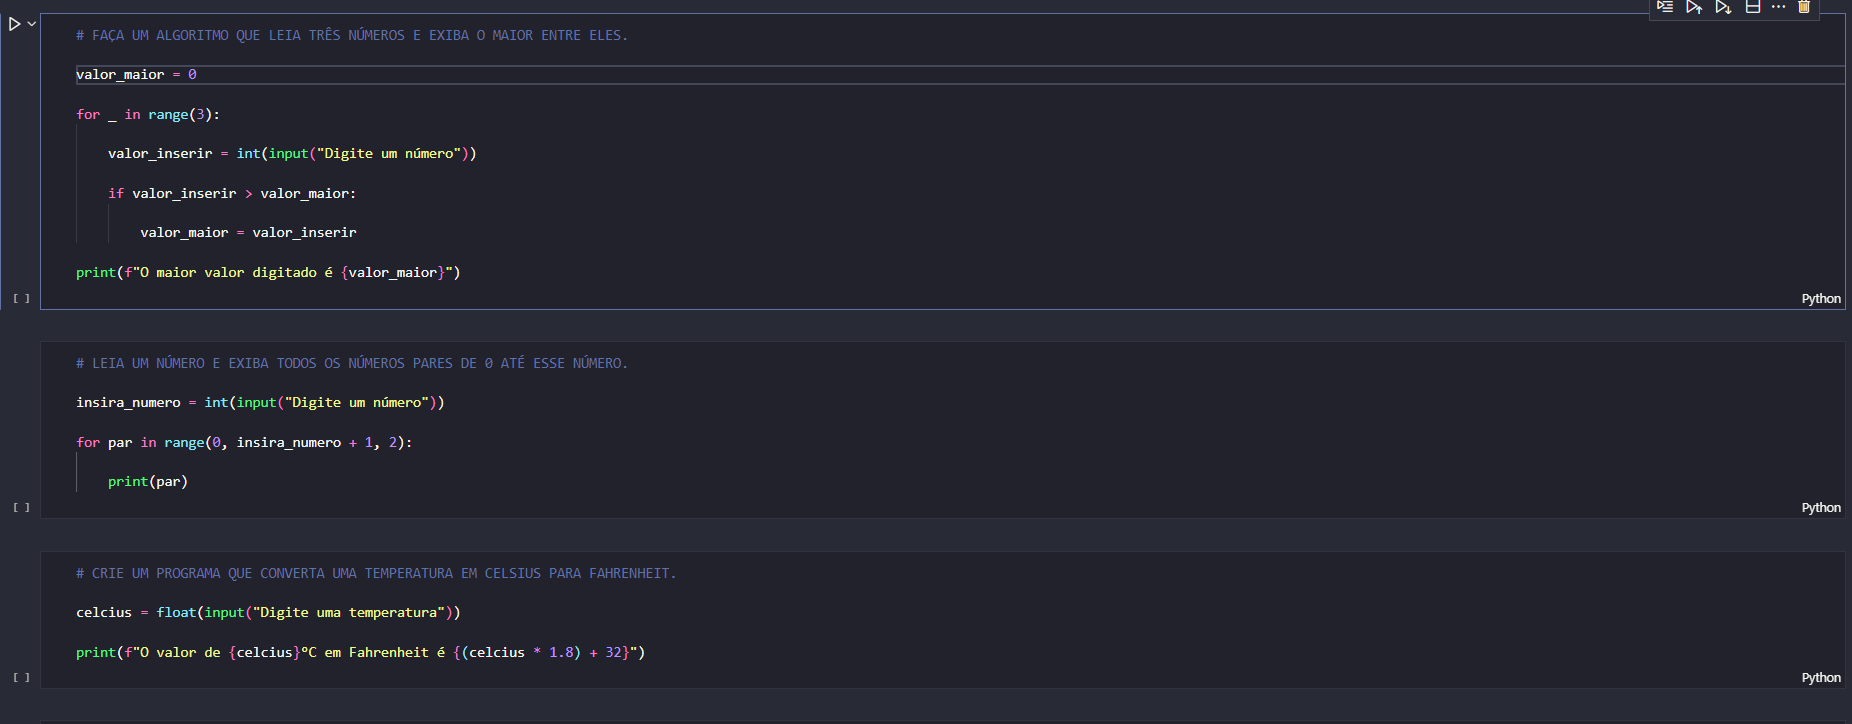 # FAÇA UM ALGORITMO QUE LEIA TRÊS NÚMEROS E EXIBA O MAIOR ENTRE ELES.
valor_maior = 0
for _ in range(3):
    valor_inserir = int(input("Digite um número"))
    if valor_inserir > valor_maior:
        valor_maior = valor_inserir
print(f"O maior valor digitado é {valor_maior}")
[ ]
Python
# LEIA UM NÚMERO E EXIBA TODOS OS NÚMEROS PARES DE 0 ATÉ ESSE NÚMERO.
insira_numero = int(input("Digite um número"))
for par in range(0, insira_numero + 1, 2):
    print(par)
[ ]
Python
# CRIE UM PROGRAMA QUE CONVERTA UMA TEMPERATURA EM CELSIUS PARA FAHRENHEIT.
celcius = float(input("Digite uma temperatura"))
print(f"O valor de {celcius}°C em Fahrenheit é {(celcius * 1.8) + 32}")
[ ]
Python